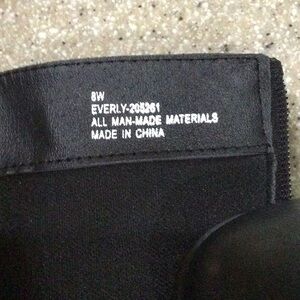 8W
EVERLY-205261
ALL MAN-MADE MATERIALS
MADE IN CHINA